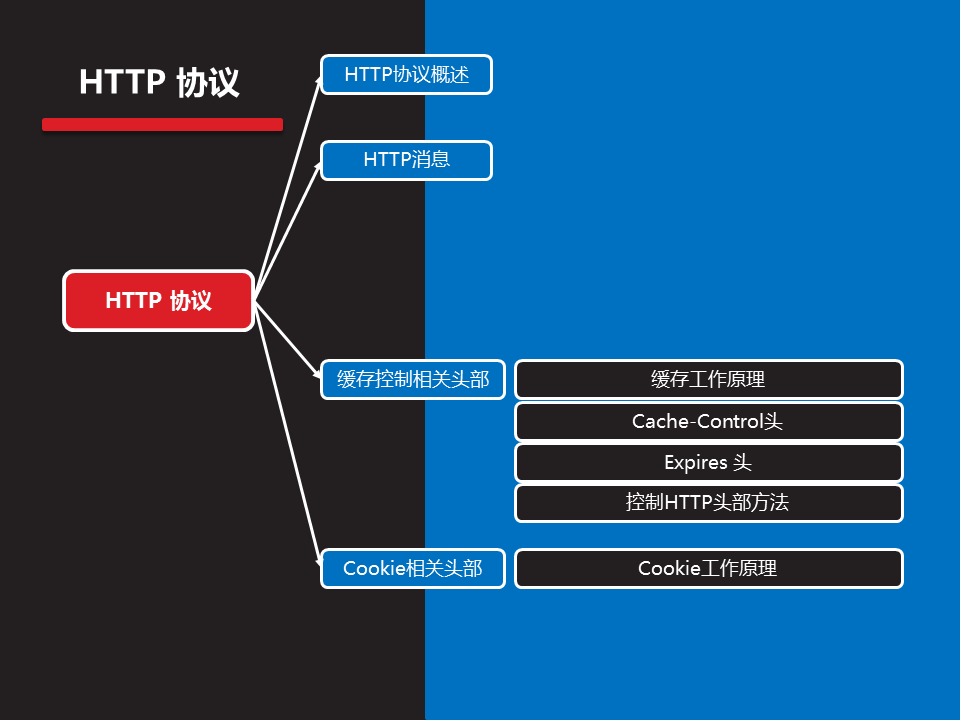 HTTP 协议
HTTP协议概述
HTTP消息
HTTP 协议
缓存控制相关头部
缓存工作原理
Cache-Control头
Expires 头
控制HTTP头部方法
Cookie相关头部
Cookie工作原理